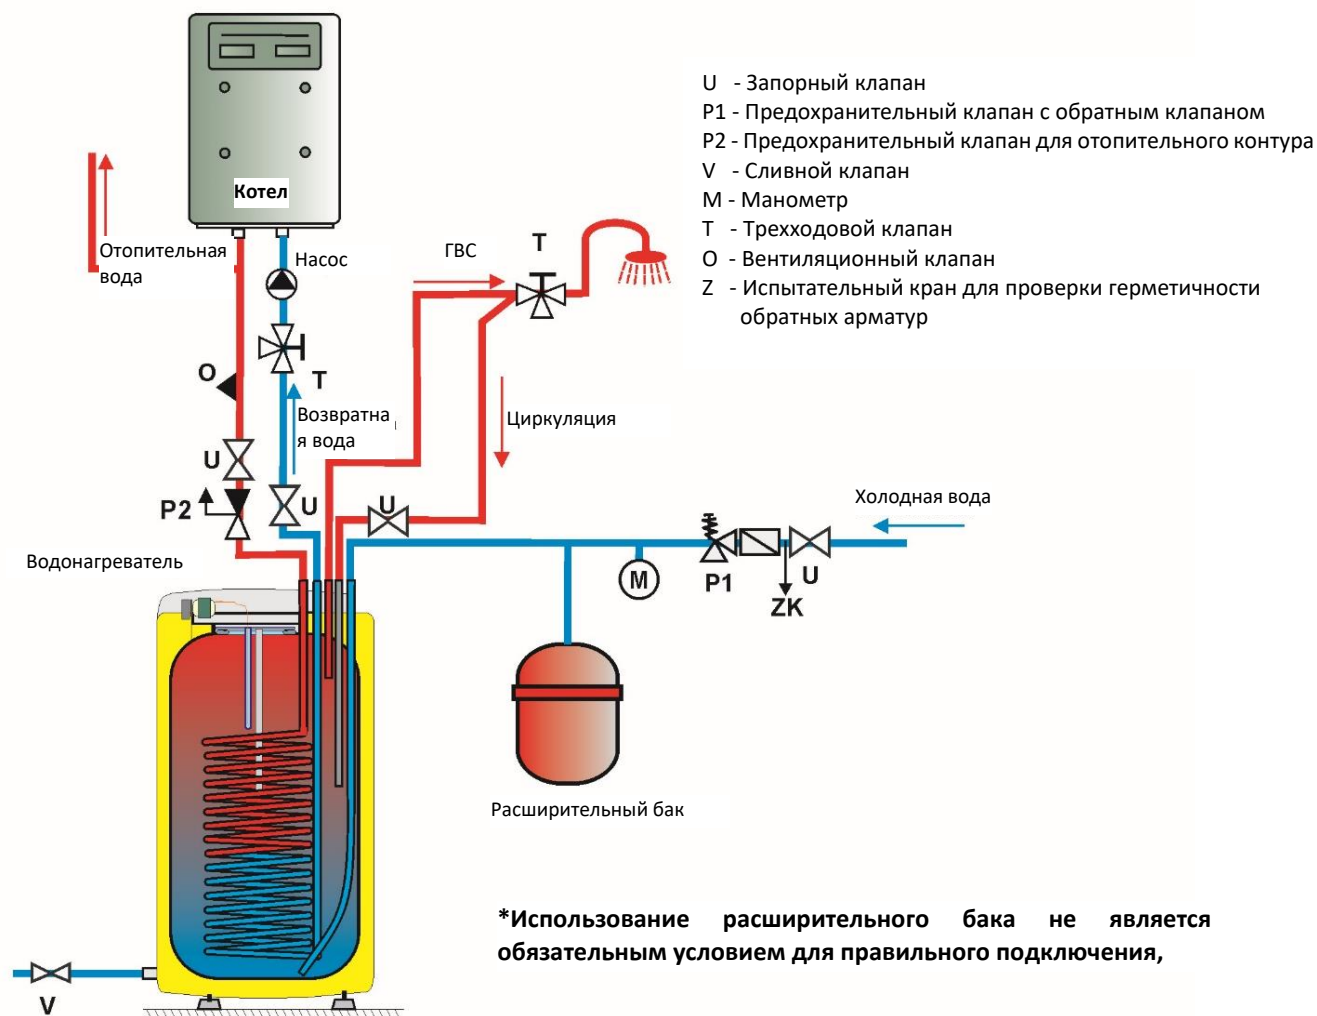 Котел
Отопительная
вода
Насос
ГВС
T
U - Запорный клапан
P1 - Предохранительный клапан с обратным клапаном
P2 - Предохранительный клапан для отопительного контура
V - Сливной клапан
M - Манометр
T - Трехходовой клапан
O - Вентиляционный клапан
Z - Испытательный кран для проверки герметичности
обратных арматур
O
T
Возвратна
я вода
Циркуляция
U
P2
U
U
Холодная вода
Водонагреватель
M
P1
ZK
U
Расширительный бак
*Использование расширительного бака не является
обязательным условием для правильного подключения,
V